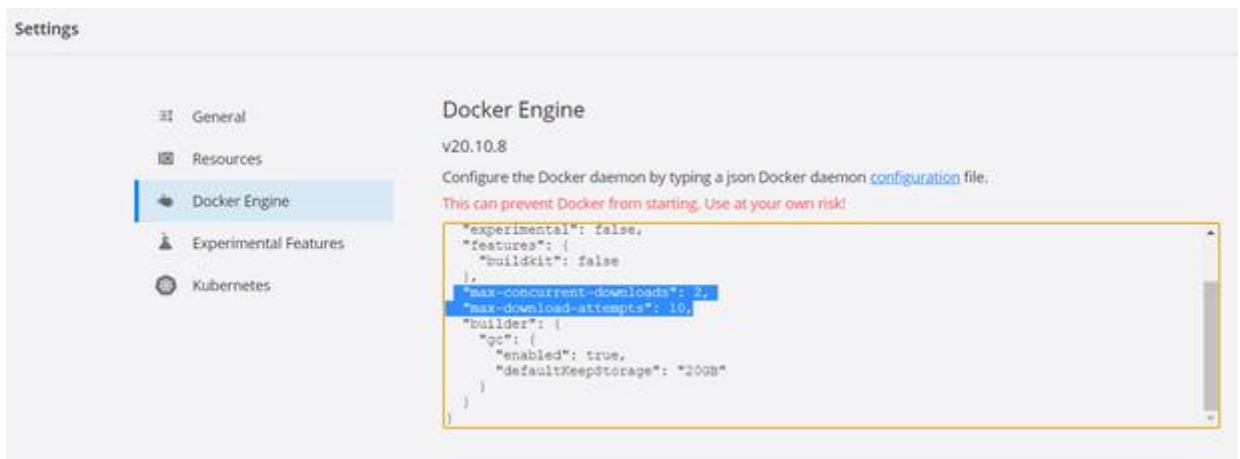 Settings
General
Resources
Docker Engine
Experimental Features
Kubernetes
Docker Engine
v20.10.8
Configure the Docker daemon by typing a json Docker daemon configuration file.
This can prevent Docker from starting. Use at your own risk!
"experimental": false,
"features": {
"buildkit": false
},
"max-concurrent-downloads": 2,
"max-download-attempts": 10,
"builder": {
"gc": {
"enabled": true,
"defaultKeepStorage": "20GB"
}
}
}